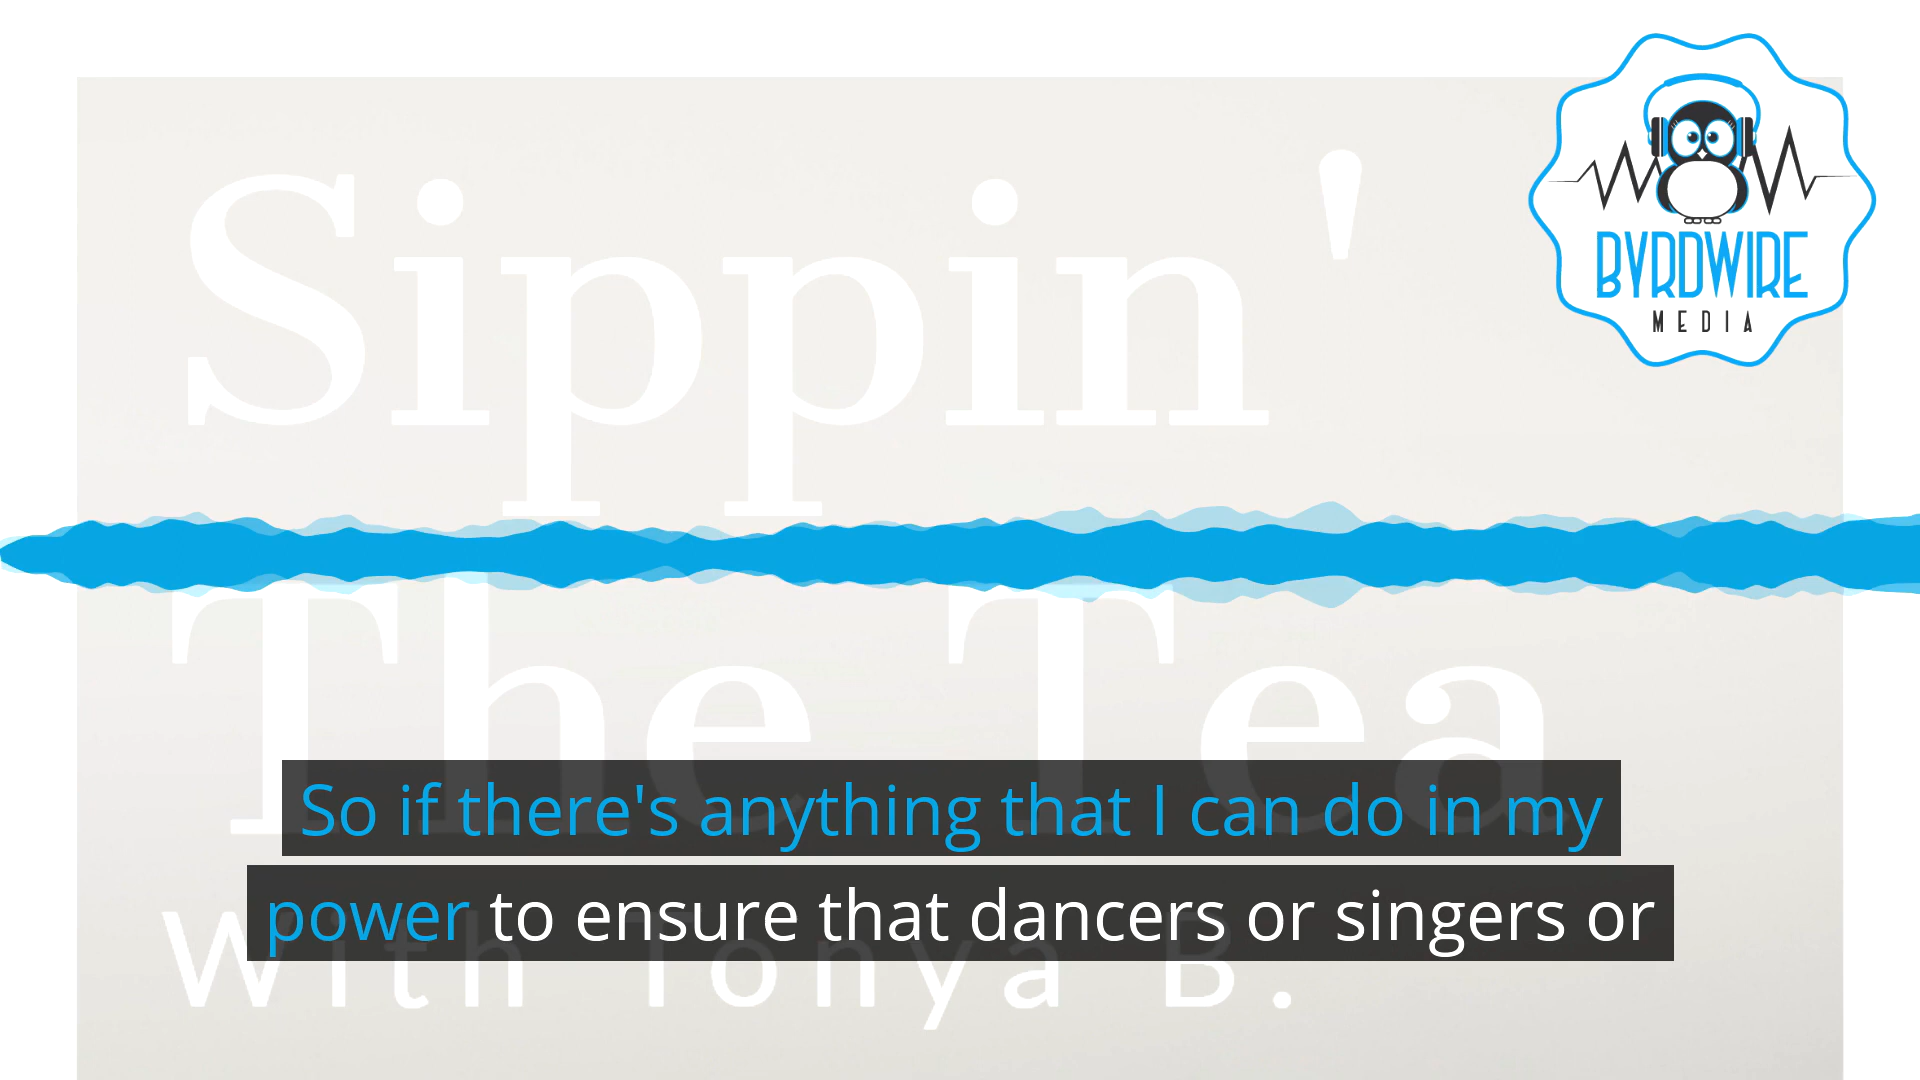 Sippin'
BYRDWIRE
MEDIA
The Tea
So if there's anything that I can do in my
power to ensure that dancers or singers or
With Tonya B.